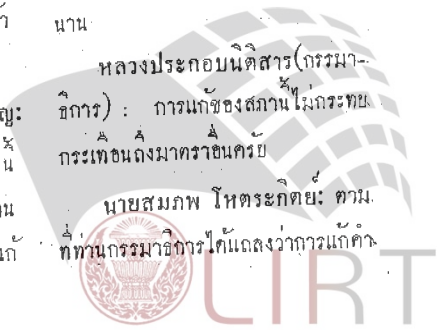 นาน
หลวงประกอบนิติสาร(กรรมา-
ญ: ธิการ) : การแก้ของสภานี้ไม่กระทบ
น กระเทือนถึงมาตราอื่นครับ
น นายสมภพ โหตระกิตย์: ตาม
ที่ท่านกรรมาธิการได้แถลงว่าการแก้คำ
LIRT